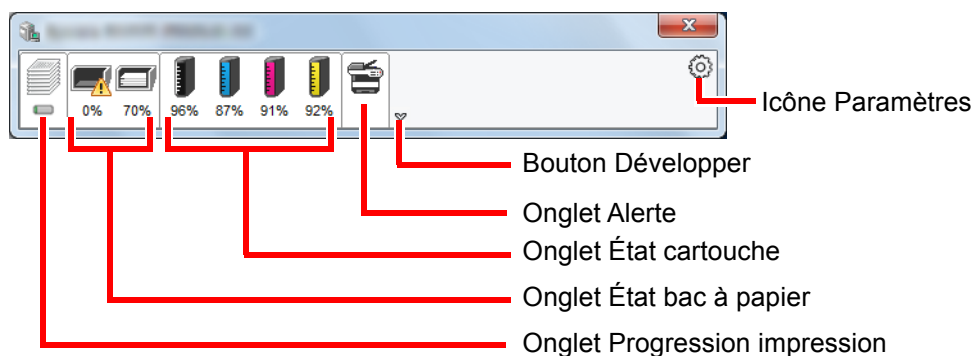 x
0% 70% 96% 87% 91% 92%
Icône Paramètres
Bouton Développer
Onglet Alerte
Onglet État cartouche
Onglet État bac à papier
Onglet Progression impression